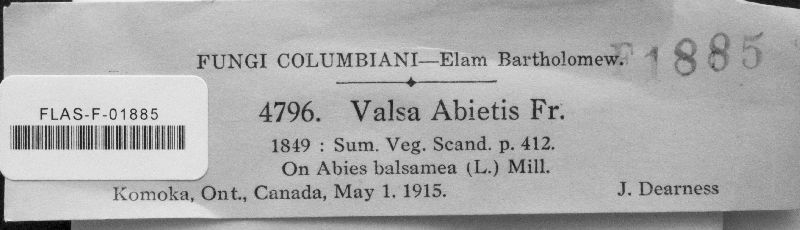 FUNGI COLUMBIANI—Elam Bartholomew.
F1885
FLAS-F-01885
4796. Valsa Abietis Fr.
1849 : Sum. Veg. Scand. p. 412.
On Abies balsamea (L.) Mill.
Komoka, Ont., Canada, May 1. 1915. J. Dearness